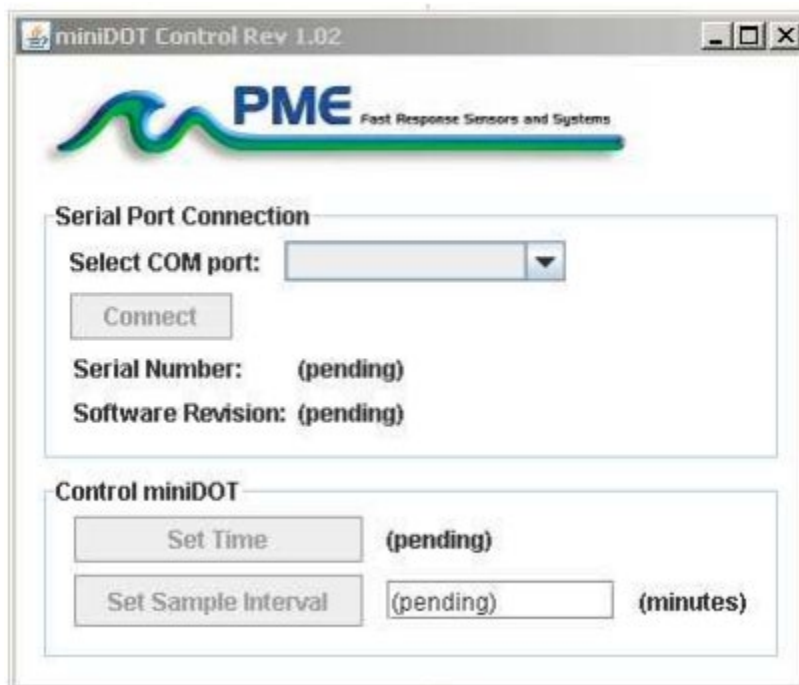 miniDOT Control Rev 1.02
PME Fast Response Sensors and Systems
Serial Port Connection
Select COM port:
Connect
Serial Number: (pending)
Software Revision: (pending)
Control miniDOT
Set Time (pending)
Set Sample Interval (pending) (minutes)